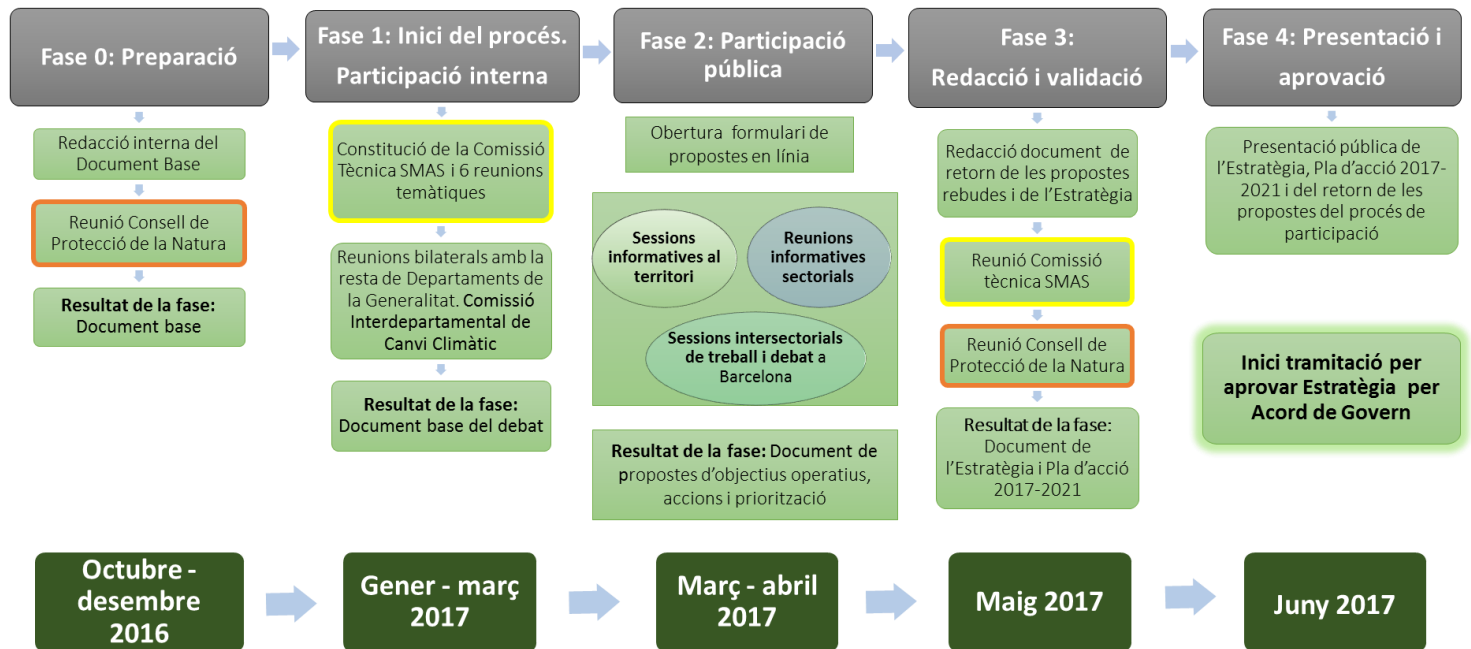 Fase 0: Preparació
Redacció interna del
Document Base
Reunió Consell de
Protecció de la Natura
Resultat de la fase:
Document base
Octubre -
desembre
2016
Fase 1: Inici del procés.
Participació interna
Constitució de la Comissió
Tècnica SMAS i 6 reunions
temàtiques
Reunions bilaterals amb la
resta de Departaments de
la Generalitat. Comissió
Interdepartamental de
Canvi Climàtic
Resultat de la fase:
Document base del debat
Gener - març
2017
Fase 2: Participació
pública
Obertura formulari de
propostes en línia
Sessions
informatives al
territori
Reunions
informatives
sectorials
Sessions intersectorials
de treball i debat a
Barcelona
Resultat de la fase: Document de
propostes d'objectius operatius,
accions i priorització
Març - abril
2017
Fase 3:
Redacció i validació
Redacció document de
retorn de les propostes
rebudes i de l'Estratègia
Reunió Comissió
tècnica SMAS
Reunió Consell de
Protecció de la Natura
Resultat de la fase:
Document de
l'Estratègia i Pla d'acció
2017-2021
Maig 2017
Fase 4: Presentació i
aprovació
Presentació pública de
l'Estratègia, Pla d'acció 2017-
2021 i del retorn de les
propostes del procés de
participació
Inici tramitació per
aprovar Estratègia per
Acord de Govern
Juny 2017